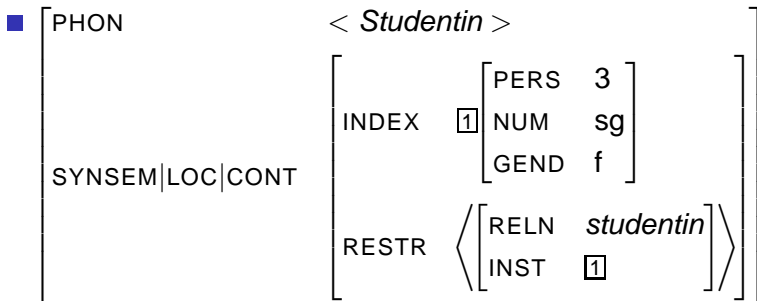 PHON < Studentin >
PERS 3
INDEX 1 NUM sg
GEND f
SYNSEM|LOC|CONT
RELN studentin
RESTR ⟨ ⟩
INST 1